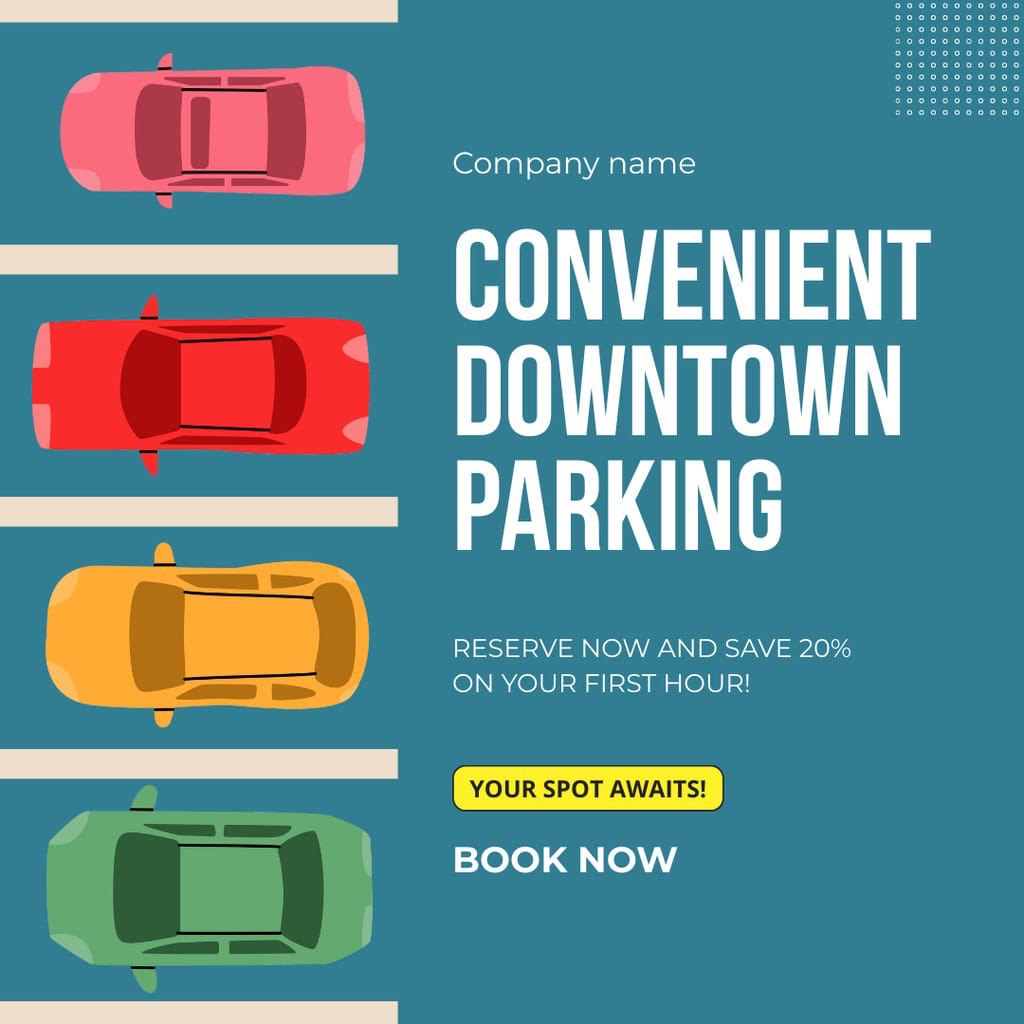 Company name
CONVENIENT
DOWNTOWN
PARKING
RESERVE NOW AND SAVE 20%
ON YOUR FIRST HOUR!
YOUR SPOT AWAITS!
BOOK NOW